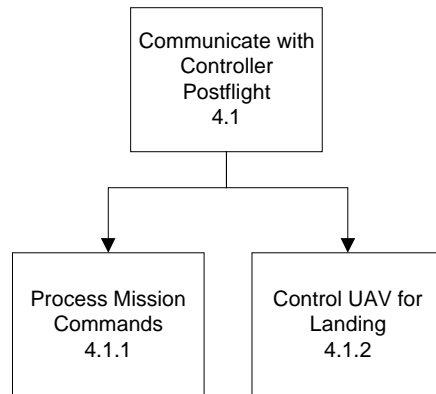 Communicate with
Controller
Postflight
4.1
Process Mission
Commands
4.1.1
Control UAV for
Landing
4.1.2